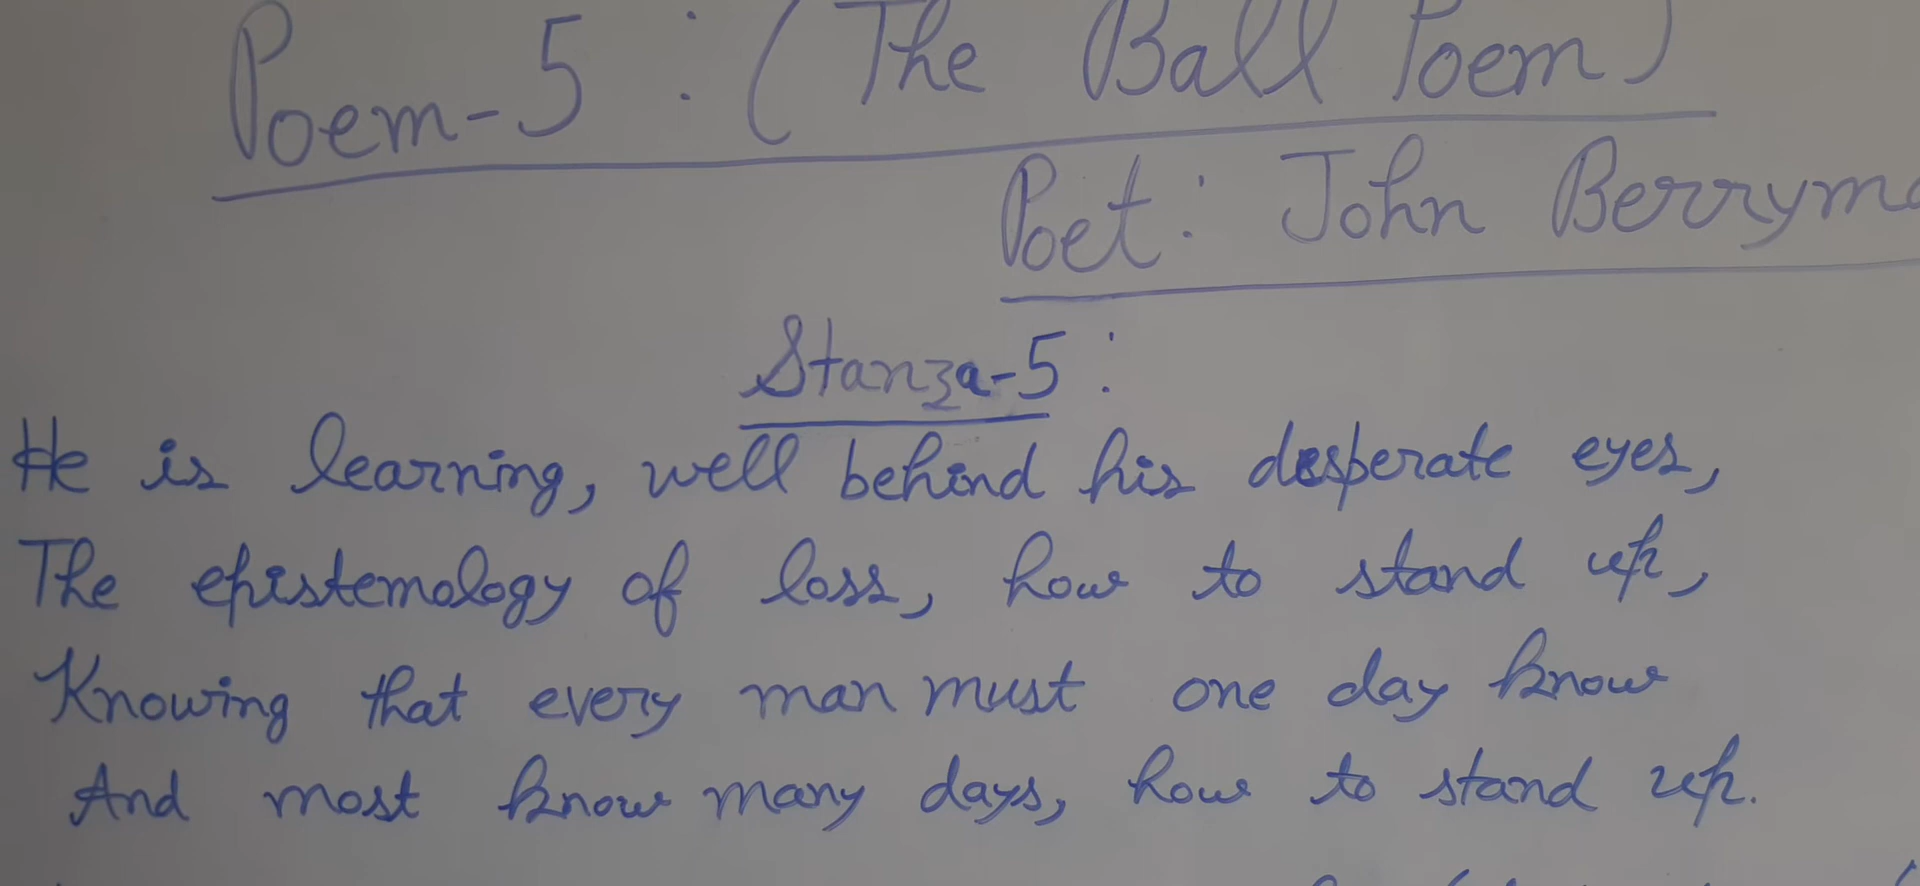 Poem-5 : (The Ball Poem)
Poet: John Berryma
Stanza-5 :
He is learning, well behind his desperate eyes,
The epistemology of loss, how to stand up,
Knowing that every man must one day know
And most know many days, how to stand up.